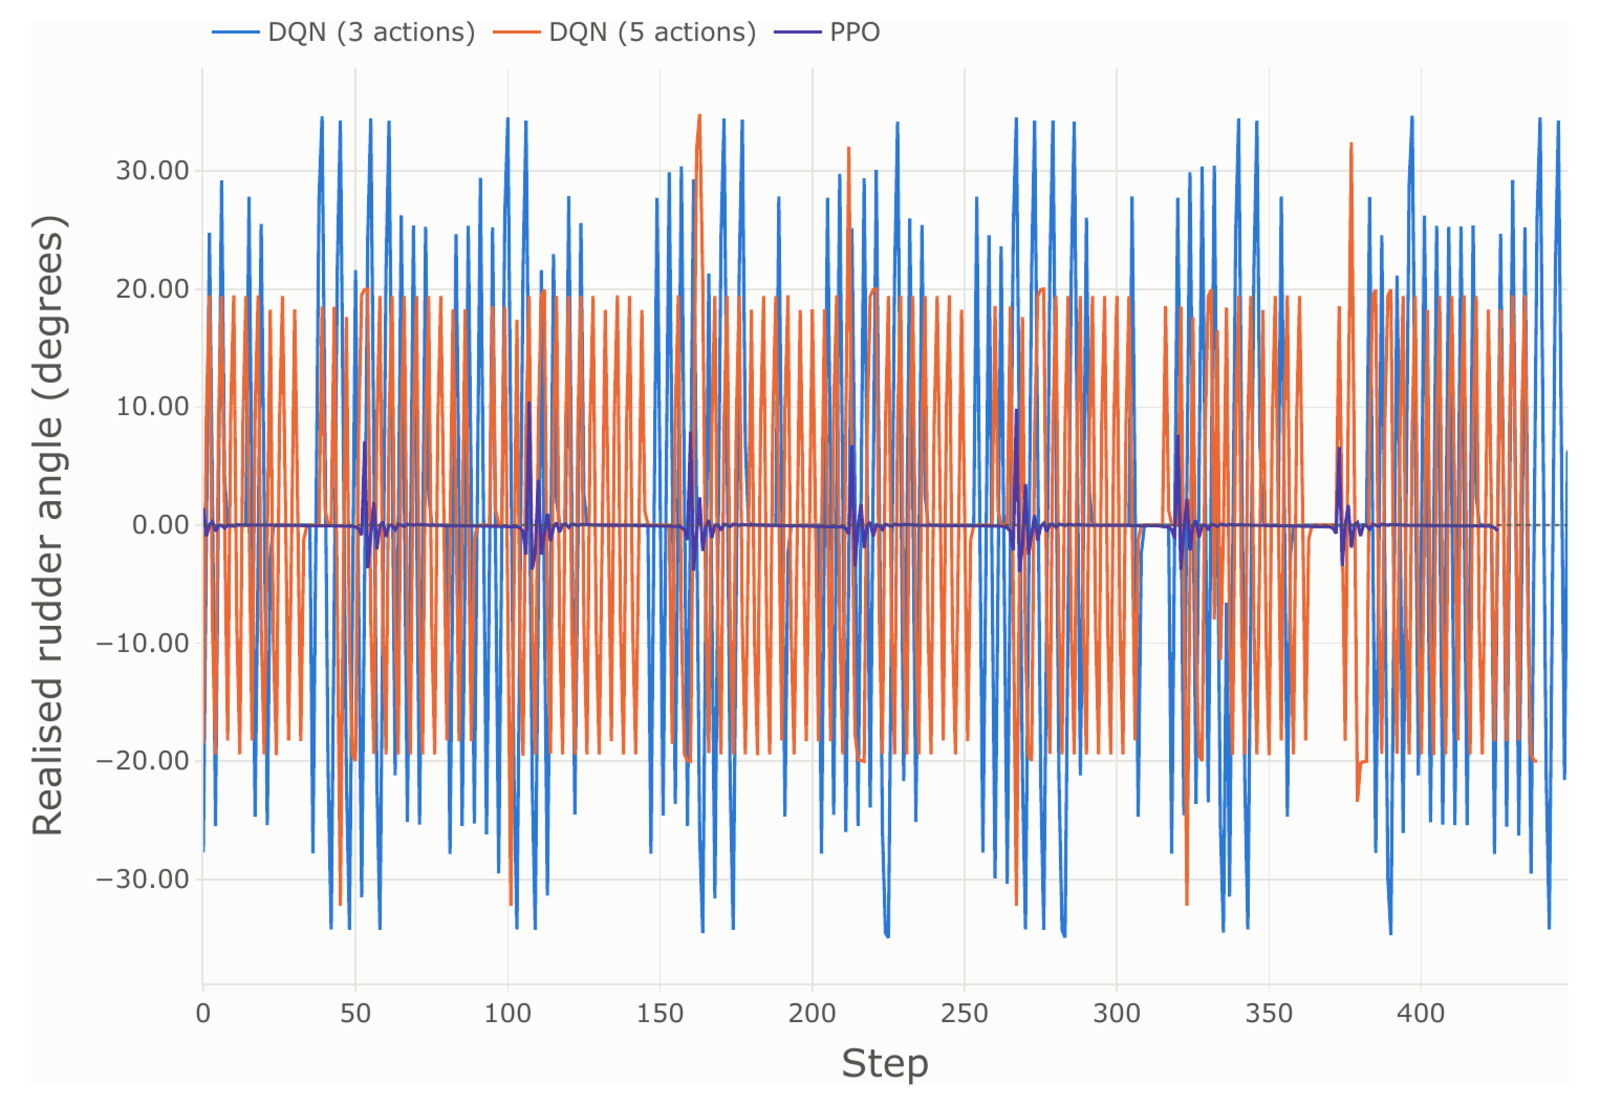 DQN (3 actions) DQN (5 actions) PPO
Realised rudder angle (degrees)
30.00
20.00
10.00
0.00
−10.00
−20.00
−30.00
0 50 100 150 200 250 300 350 400
Step